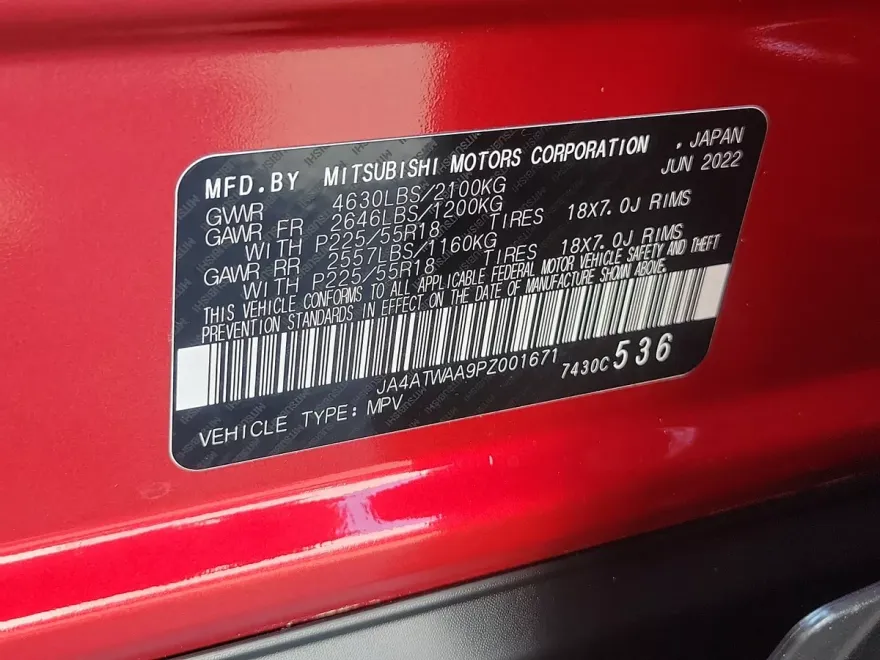 MFD. BY MITSUBISHI MOTORS CORPORATION . JAPAN
JUN 2022
GVWR 4630LBS/2100KG
GAWR FR 2646LBS/1200KG
WITH P225/55R18 TIRES 18X7.0J RIMS
GAWR RR 2557LBS/1160KG
WITH P225/55R18 TIRES 18X7.0J RIMS
THIS VEHICLE CONFORMS TO ALL APPLICABLE FEDERAL MOTOR VEHICLE SAFETY AND THEFT
PREVENTION STANDARDS IN EFFECT ON THE DATE OF MANUFACTURE SHOWN ABOVE.
JA4ATWAA9PZ001671 7430C 536
VEHICLE TYPE: MPV